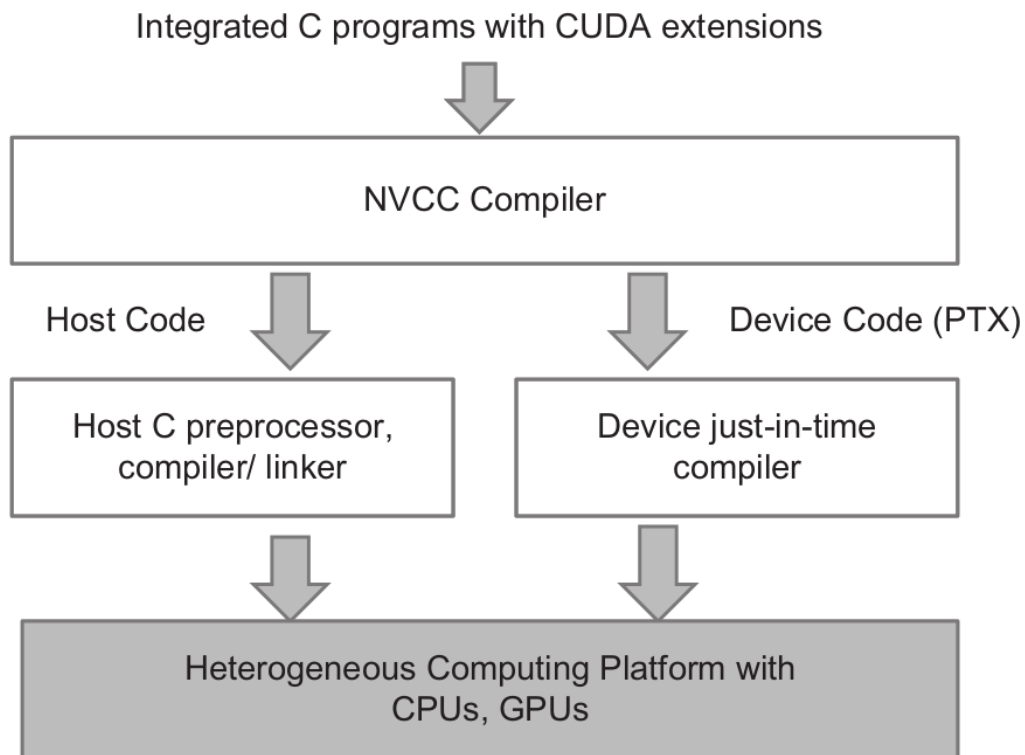 Integrated C programs with CUDA extensions
NVCC Compiler
Host Code
Device Code (PTX)
Host C preprocessor,
compiler/ linker
Device just-in-time
compiler
Heterogeneous Computing Platform with
CPUs, GPUs